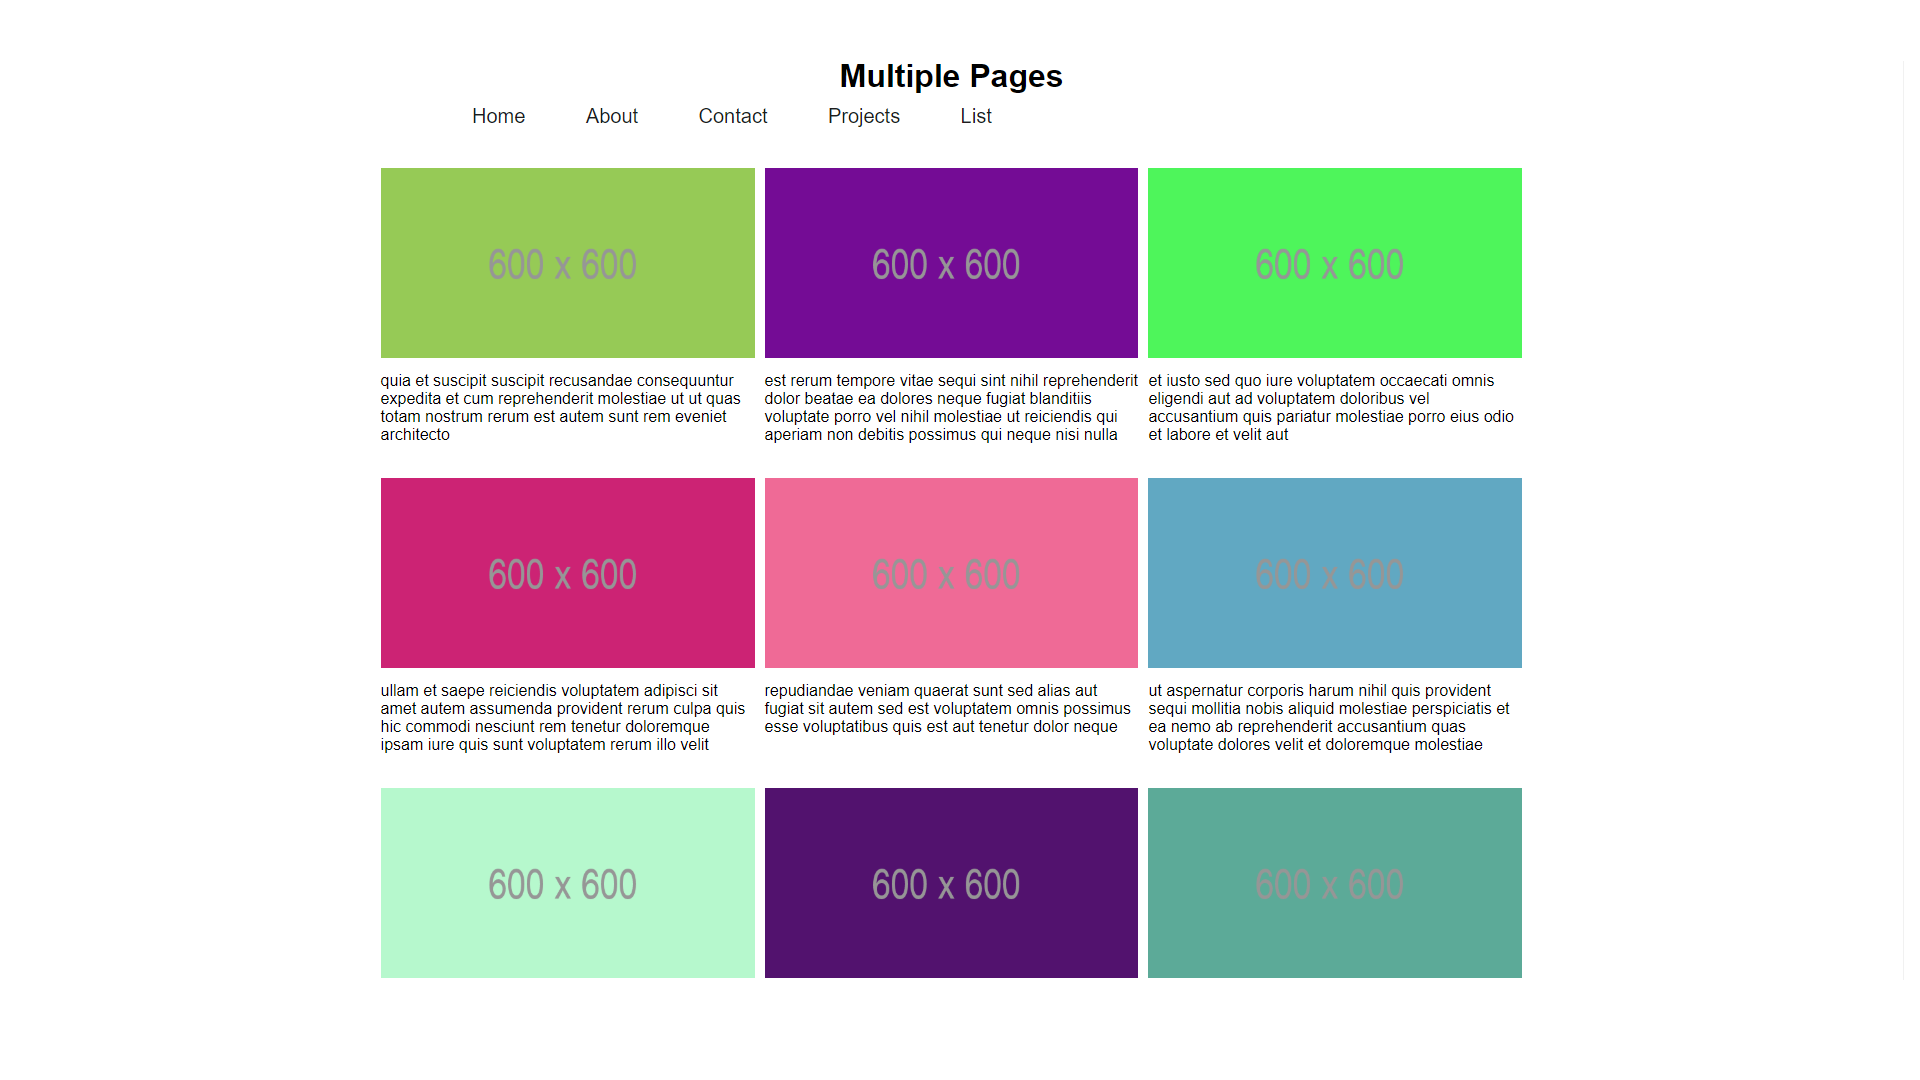 Multiple Pages
Home About Contact Projects List
600 x 600
600 x 600
600 x 600
quia et suscipit suscipit recusandae consequuntur
expedita et cum reprehenderit molestiae ut ut quas
totam nostrum rerum est autem sunt rem eveniet
architecto
est rerum tempore vitae sequi sint nihil reprehenderit
dolor beatae ea dolores neque fugiat blanditiis
voluptate porro vel nihil molestiae ut reiciendis qui
aperiam non debitis possimus qui neque nisi nulla
et iusto sed quo iure voluptatem occaecati omnis
eligendi aut ad voluptatem doloribus vel
accusantium quis pariatur molestiae porro eius odio
et labore et velit aut
600 x 600
600 x 600
600 x 600
ullam et saepe reiciendis voluptatem adipisci sit
amet autem assumenda provident rerum culpa quis
hic commodi nesciunt rem tenetur doloremque
ipsam iure quis sunt voluptatem rerum illo velit
repudiandae veniam quaerat sunt sed alias aut
fugiat sit autem sed est voluptatem omnis possimus
esse voluptatibus quis est aut tenetur dolor neque
ut aspernatur corporis harum nihil quis provident
sequi mollitia nobis aliquid molestiae perspiciatis et
ea nemo ab reprehenderit accusantium quas
voluptate dolores velit et doloremque molestiae
600 x 600
600 x 600
600 x 600